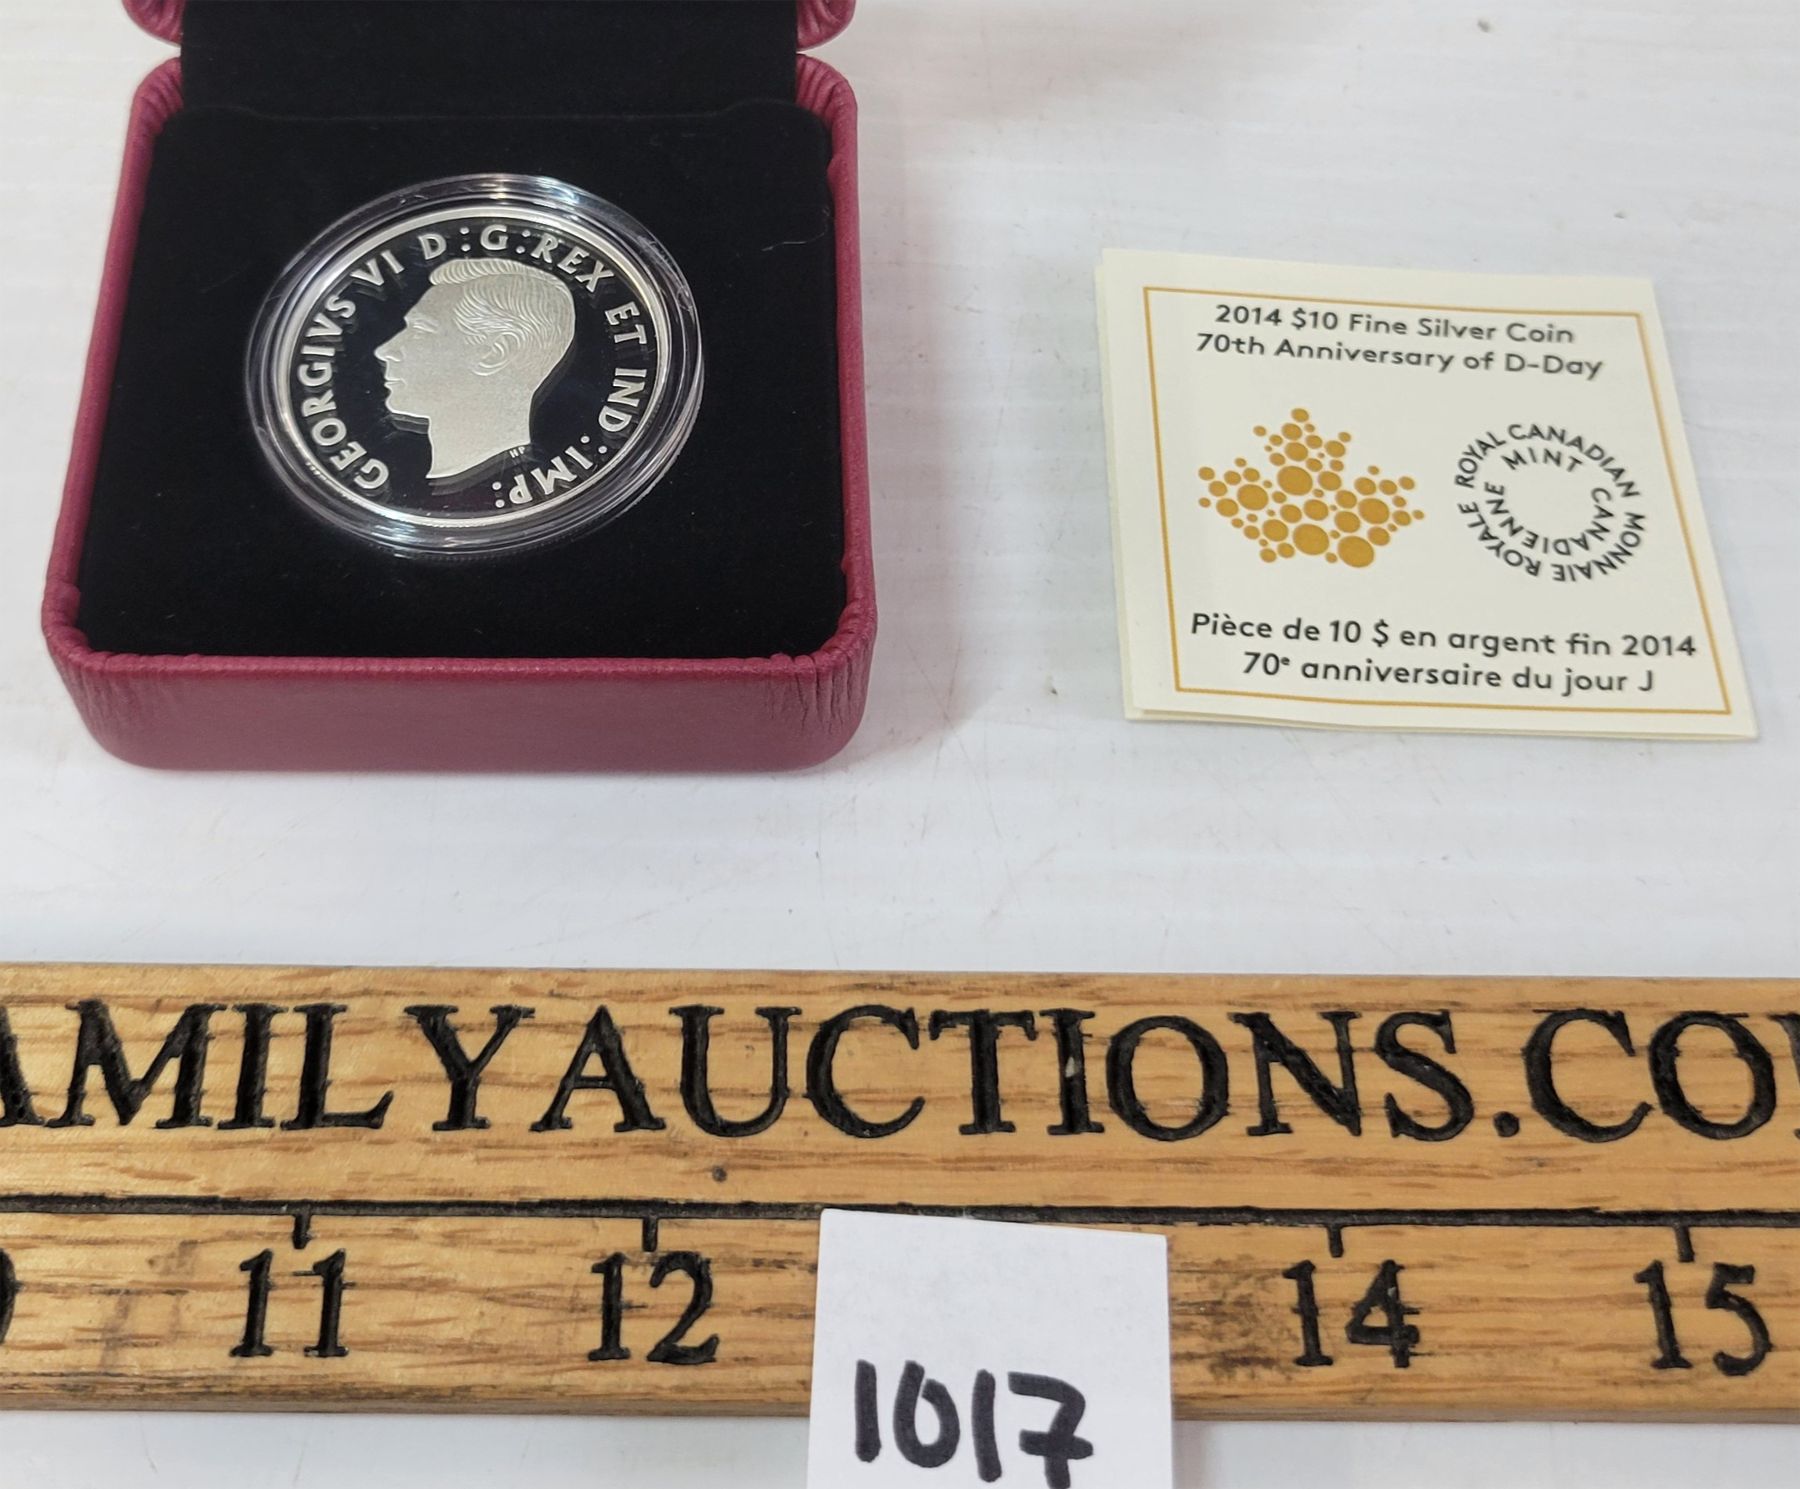 GEORGIVS VI D:G:REX ET IND:IMP:
HP
2014 $10 Fine Silver Coin
70th Anniversary of D-Day
ROYAL CANADIAN MINT
MONNAIE ROYALE CANADIENNE
Pièce de 10 $ en argent fin 2014
70e anniversaire du jour J
AMILYAUCTIONS.CO
11 12 14 15
1017